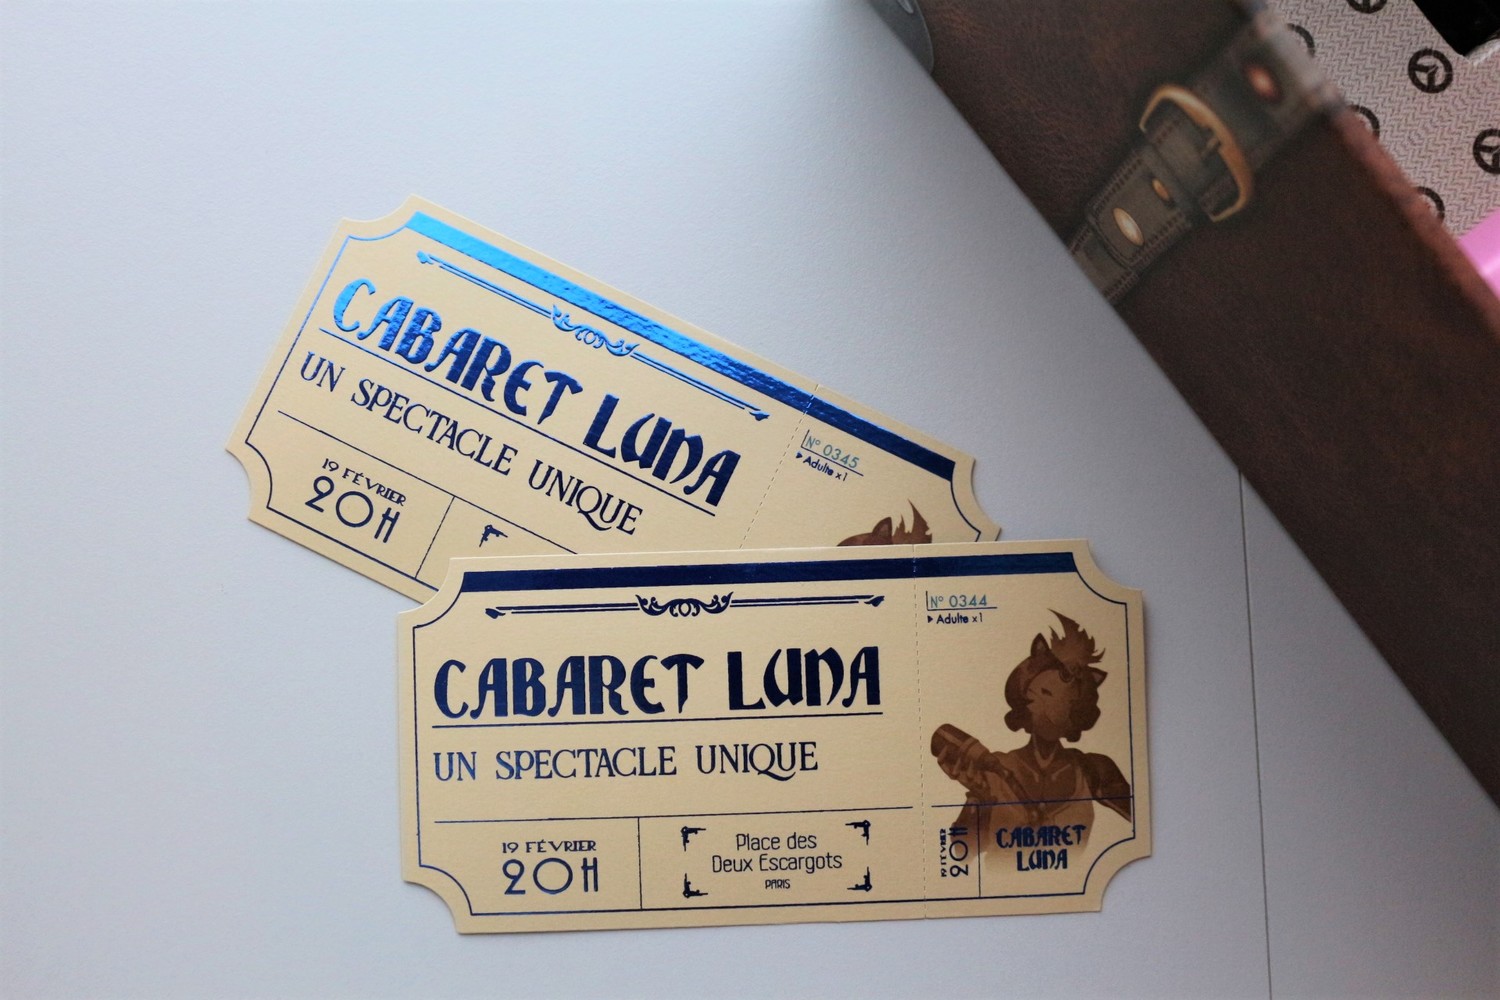 CABARET LUNA
UN SPECTACLE UNIQUE
19 FÉVRIER
20H
N° 0345
Adulte x1
CABARET LUNA
UN SPECTACLE UNIQUE
19 FÉVRIER
20H
Place des
Deux Escargots
PARIS
N° 0344
Adulte x1
19 FÉVRIER
20H
CABARET
LUNA